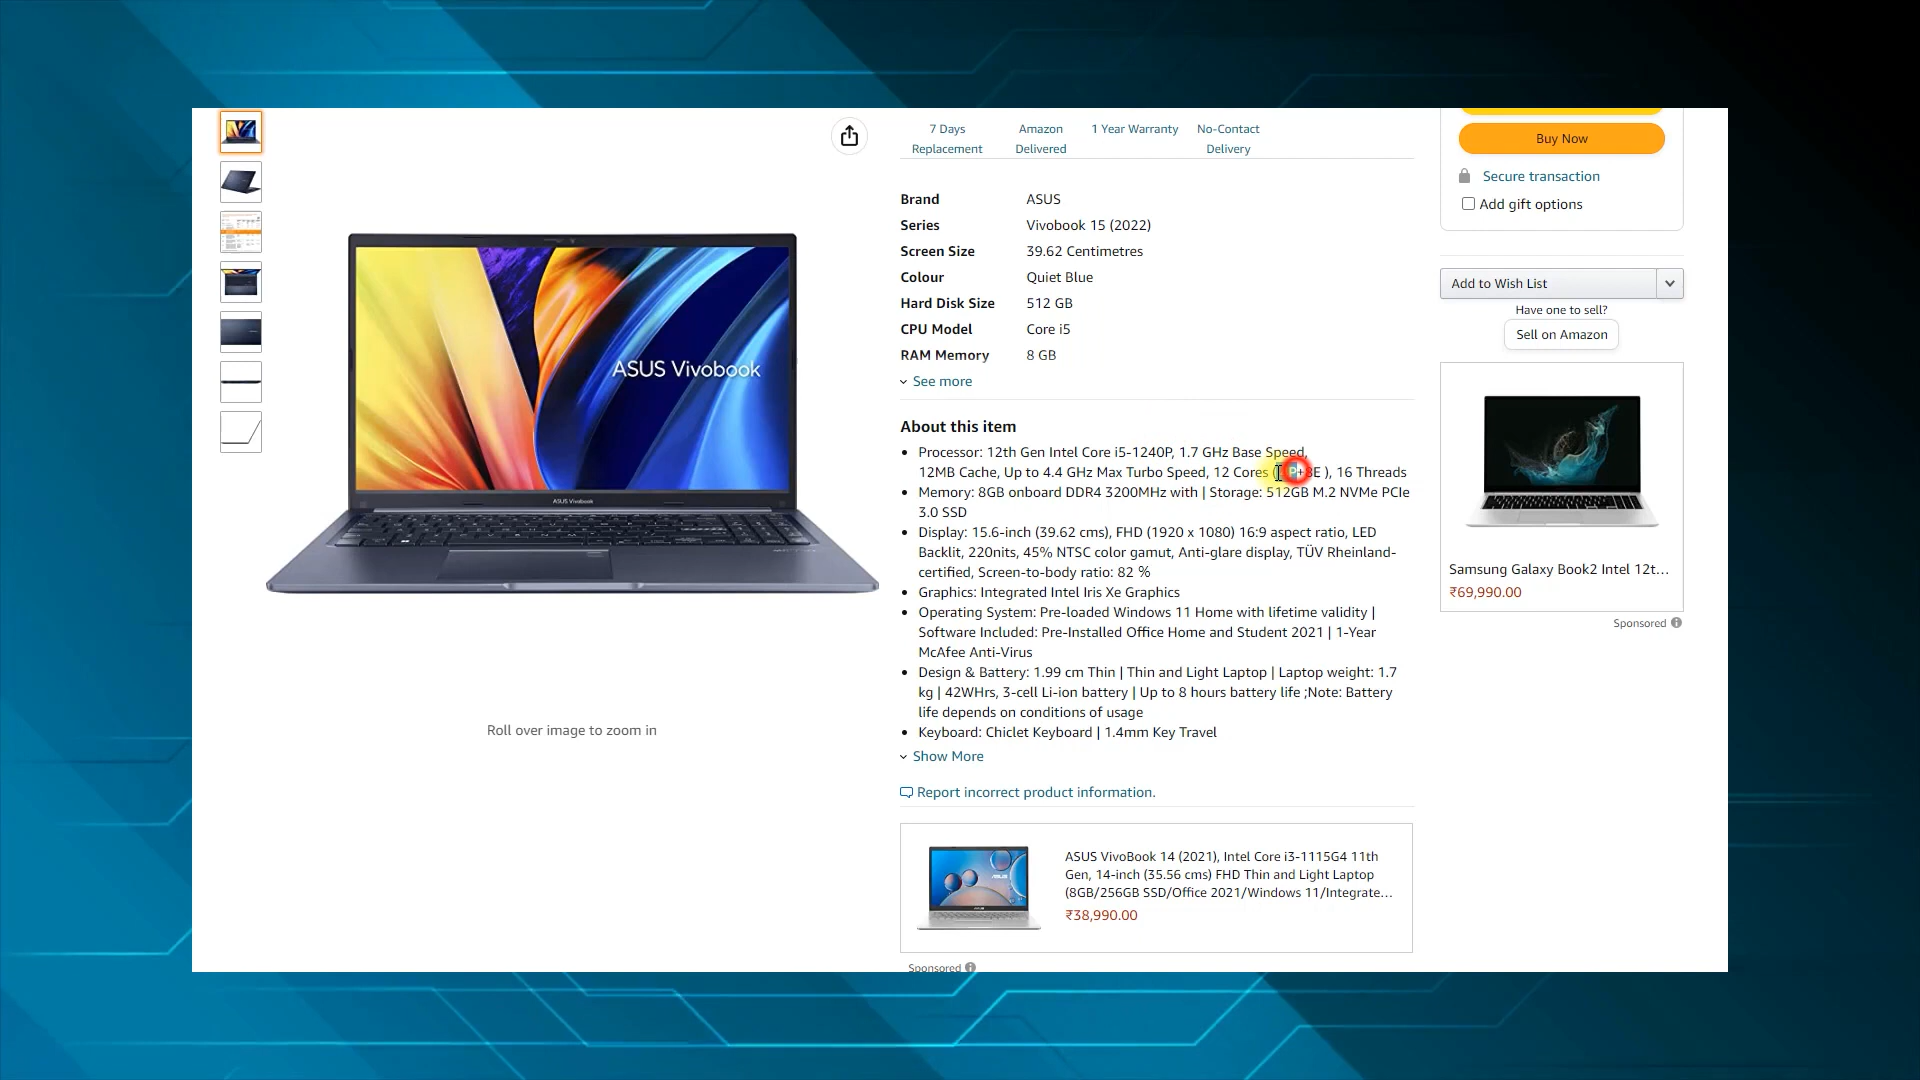 7 Days
Replacement
Amazon
Delivered
1 Year Warranty
No-Contact
Delivery
Brand ASUS
Series Vivobook 15 (2022)
Screen Size 39.62 Centimetres
Colour Quiet Blue
Hard Disk Size 512 GB
CPU Model Core i5
RAM Memory 8 GB
See more
About this item
Processor: 12th Gen Intel Core i5-1240P, 1.7 GHz Base Speed,
12MB Cache, Up to 4.4 GHz Max Turbo Speed, 12 Cores ( P+8E ), 16 Threads
Memory: 8GB onboard DDR4 3200MHz with | Storage: 512GB M.2 NVMe PCIe
3.0 SSD
Display: 15.6-inch (39.62 cms), FHD (1920 x 1080) 16:9 aspect ratio, LED
Backlit, 220nits, 45% NTSC color gamut, Anti-glare display, TÜV Rheinland-
certified, Screen-to-body ratio: 82 %
Graphics: Integrated Intel Iris Xe Graphics
Operating System: Pre-loaded Windows 11 Home with lifetime validity |
Software Included: Pre-Installed Office Home and Student 2021 | 1-Year
McAfee Anti-Virus
Design & Battery: 1.99 cm Thin | Thin and Light Laptop | Laptop weight: 1.7
kg | 42WHrs, 3-cell Li-ion battery | Up to 8 hours battery life ;Note: Battery
life depends on conditions of usage
Keyboard: Chiclet Keyboard | 1.4mm Key Travel
Show More
Report incorrect product information.
ASUS VivoBook 14 (2021), Intel Core i3-1115G4 11th
Gen, 14-inch (35.56 cms) FHD Thin and Light Laptop
(8GB/256GB SSD/Office 2021/Windows 11/Integrate...
₹38,990.00
Sponsored
ASUS Vivobook
ASUS Vivobook
Roll over image to zoom in
Buy Now
Secure transaction
Add gift options
Add to Wish List
Have one to sell?
Sell on Amazon
Samsung Galaxy Book2 Intel 12t...
₹69,990.00
Sponsored